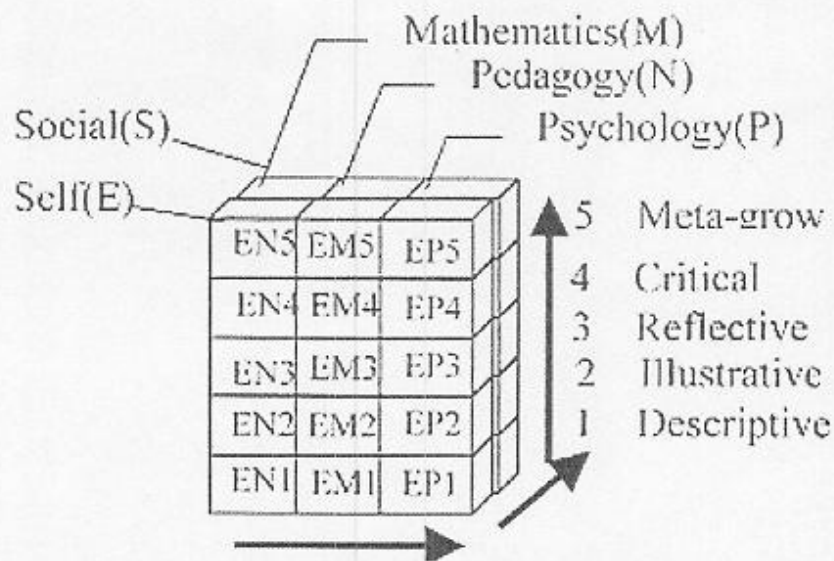 Mathematics(M)
Pedagogy(N)
Social(S)
Psychology(P)
Self(E)
EN5 EM5 EP5
EN4 EM4 EP4
EN3 EM3 EP3
EN2 EM2 EP2
EN1 EM1 EP1
5 Meta-grow
4 Critical
3 Reflective
2 Illustrative
1 Descriptive